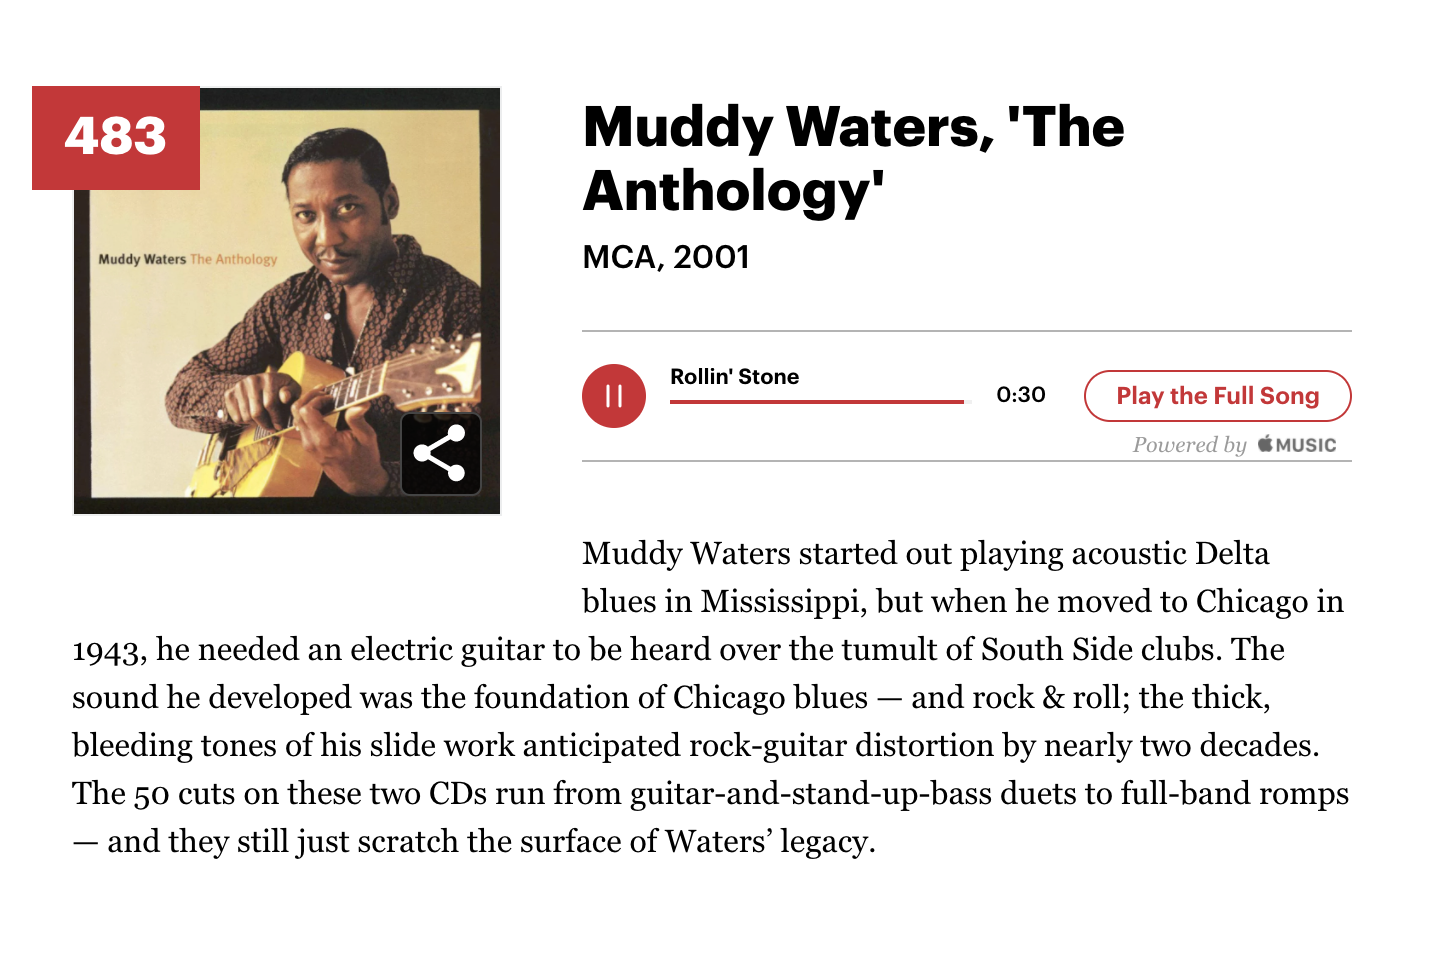 483
Muddy Waters The Anthology
Muddy Waters, 'The
Anthology'
MCA, 2001
Rollin' Stone
0:30
Play the Full Song
Powered by MUSIC
Muddy Waters started out playing acoustic Delta
blues in Mississippi, but when he moved to Chicago in
1943, he needed an electric guitar to be heard over the tumult of South Side clubs. The
sound he developed was the foundation of Chicago blues — and rock & roll; the thick,
bleeding tones of his slide work anticipated rock-guitar distortion by nearly two decades.
The 50 cuts on these two CDs run from guitar-and-stand-up-bass duets to full-band romps
— and they still just scratch the surface of Waters’ legacy.